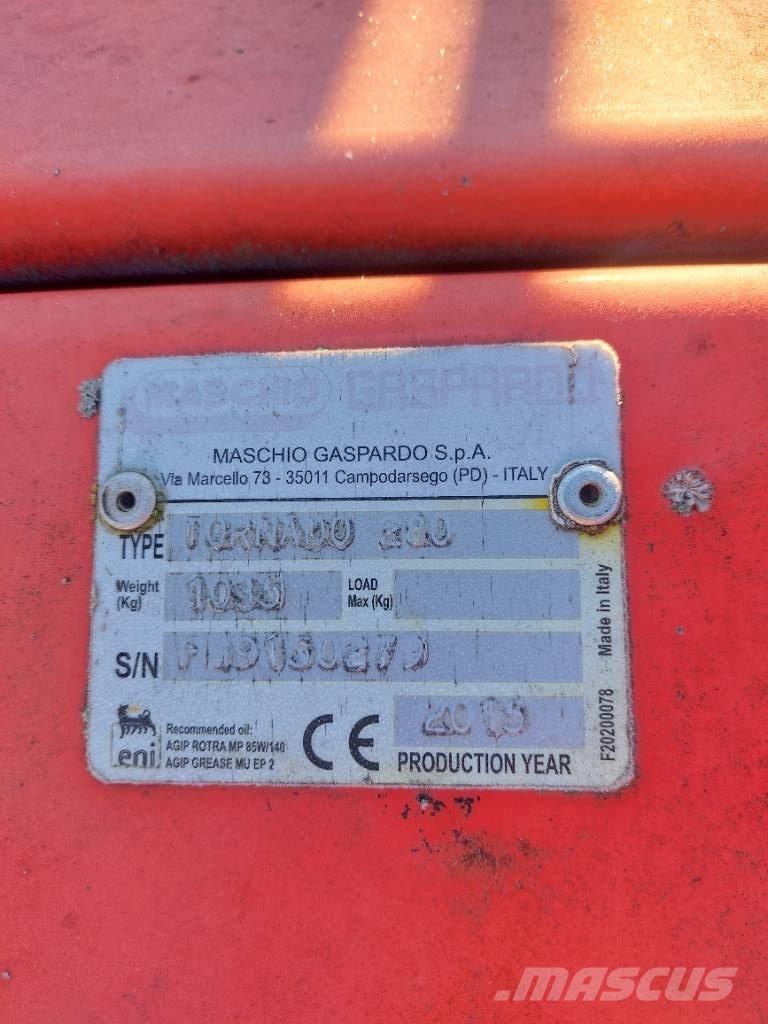 MASCHIO GASPARDO
MASCHIO GASPARDO S.p.A.
Via Marcello 73 - 35011 Campodarsego (PD) - ITALY
TYPE TORNADO
Weight (Kg)
LOAD Max (Kg)
S/N
eni
Recommended oil:
AGIP ROTRA MP 85W/140
AGIP GREASE MU EP 2
CE
PRODUCTION YEAR
F20200078 Made in Italy
MASCUS